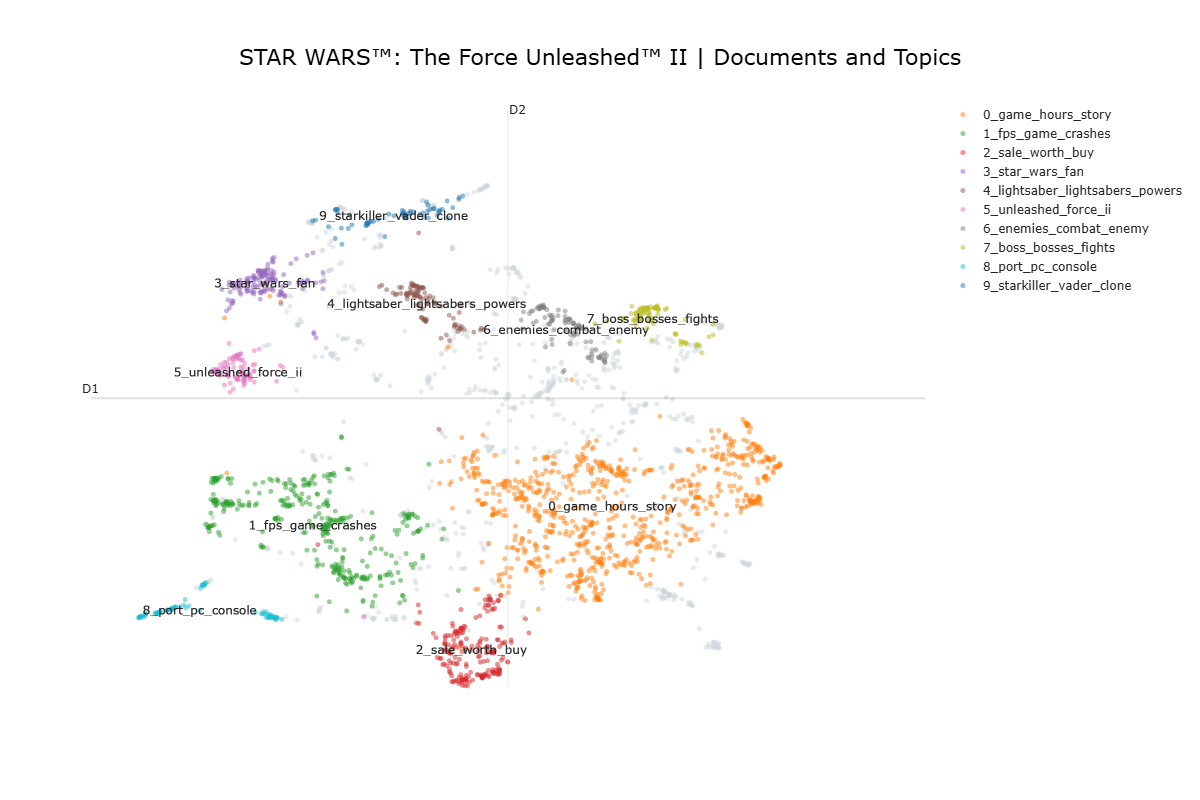 STAR WARS™: The Force Unleashed™ II | Documents and Topics
D2
0_game_hours_story
1_fps_game_crashes
2_sale_worth_buy
3_star_wars_fan
4_lightsaber_lightsabers_powers
5_unleashed_force_ii
6_enemies_combat_enemy
7_boss_bosses_fights
8_port_pc_console
9_starkiller_vader_clone
9_starkiller_vader_clone
3_star_wars_fan
4_lightsaber_lightsabers_powers
7_boss_bosses_fights
6_enemies_combat_enemy
5_unleashed_force_ii
D1
0_game_hours_story
1_fps_game_crashes
8_port_pc_console
2_sale_worth_buy